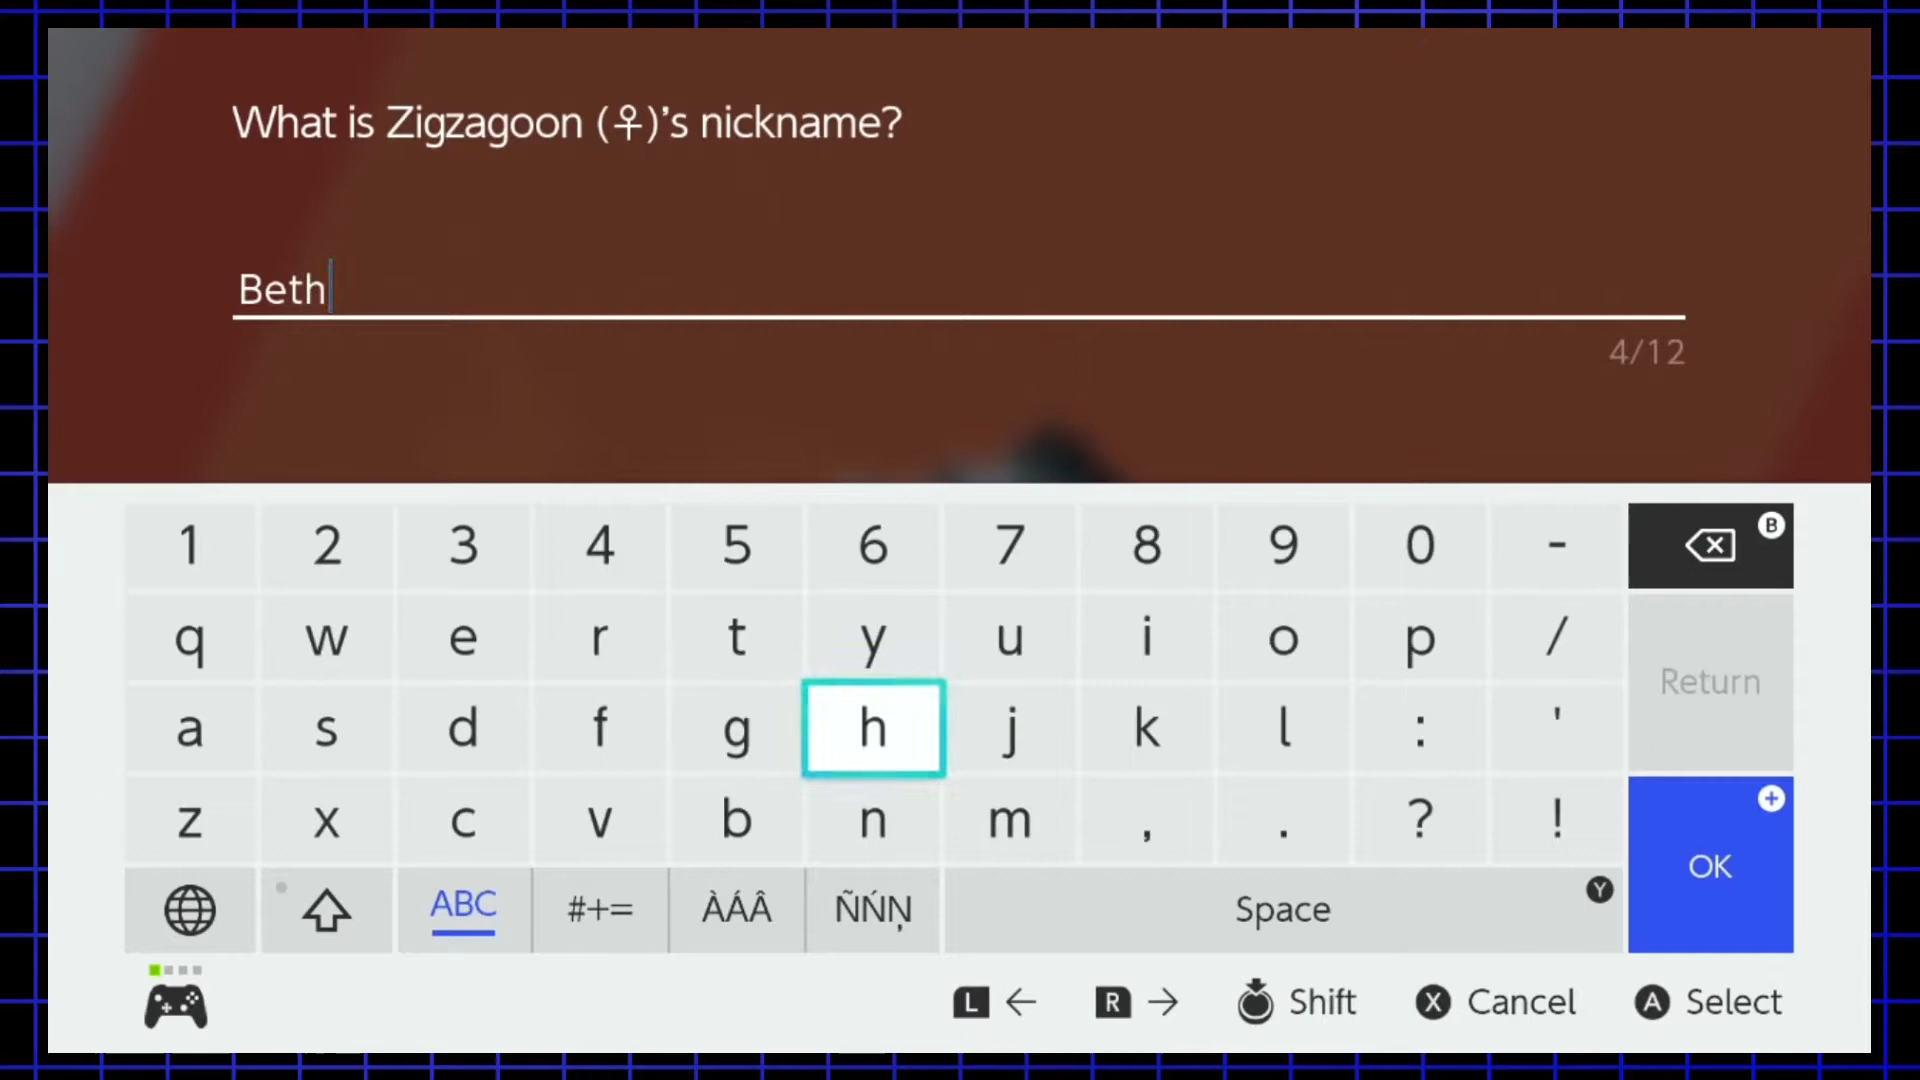 What is Zigzagoon (♀)'s nickname?
Beth
4/12
1 2 3 4 5 6 7 8 9 0 - B
q w e r t y u i o p /
Return
a s d f g h j k l : '
z x c v b n m , . ? ! +
OK
ABC #+= ÀÁÂ ÑŃŅ Space Y
L ← R → Shift X Cancel A Select